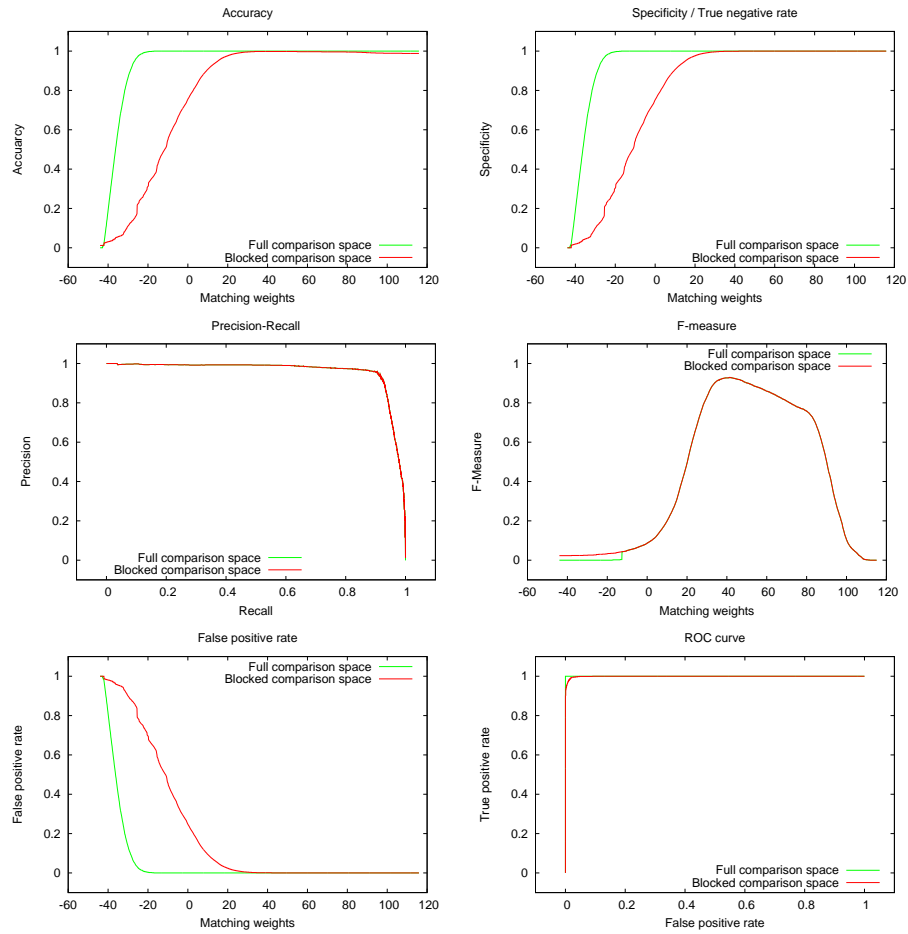 Accuracy
1
0.8
0.6
0.4
0.2
0
Accuarcy
Full comparison space
Blocked comparison space
-60 -40 -20 0 20 40 60 80 100 120
Matching weights
Specificity / True negative rate
1
0.8
0.6
0.4
0.2
0
Specificity
Full comparison space
Blocked comparison space
-60 -40 -20 0 20 40 60 80 100 120
Matching weights
Precision-Recall
1
0.8
0.6
0.4
0.2
0
Precision
Full comparison space
Blocked comparison space
0 0.2 0.4 0.6 0.8 1
Recall
F-measure
Full comparison space
Blocked comparison space
1
0.8
0.6
0.4
0.2
0
F-Measure
-60 -40 -20 0 20 40 60 80 100 120
Matching weights
False positive rate
Full comparison space
Blocked comparison space
1
0.8
0.6
0.4
0.2
0
False positive rate
-60 -40 -20 0 20 40 60 80 100 120
Matching weights
ROC curve
1
0.8
0.6
0.4
0.2
0
True positive rate
Full comparison space
Blocked comparison space
0 0.2 0.4 0.6 0.8 1
False positive rate